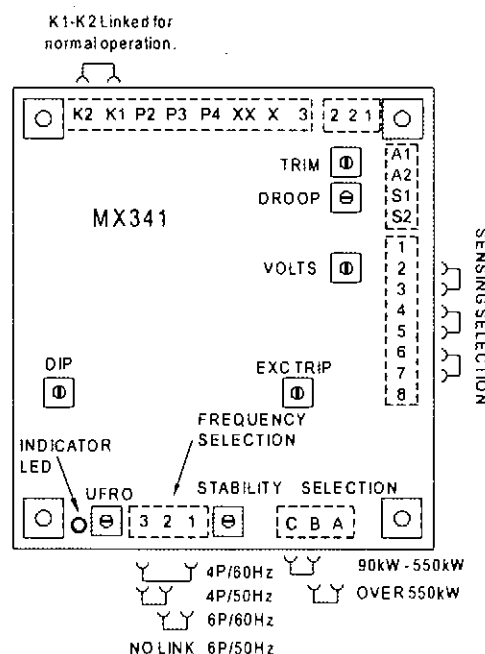 K1-K2 Linked for
normal operation.
K2 K1 P2 P3 P4 XX X 3 2 2 1
TRIM
DROOP
A1
A2
S1
S2
MX341
VOLTS
1
2
3
4
5
6
7
8
SENSING SELECTION
DIP
EXC TRIP
FREQUENCY
SELECTION
INDICATOR
LED
UFRO
STABILITY SELECTION
3 2 1
C B A
4P/60Hz
90kW - 550kW
4P/50Hz
OVER 550kW
6P/60Hz
NO LINK 6P/50Hz